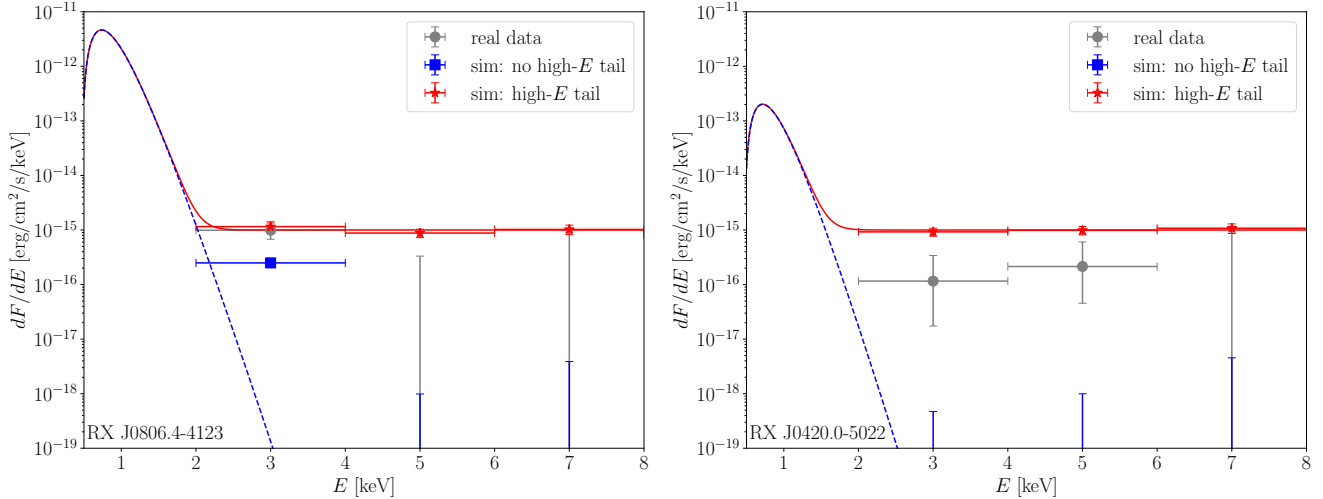 10⁻¹¹
10⁻¹²
10⁻¹³
10⁻¹⁴
10⁻¹⁵
10⁻¹⁶
10⁻¹⁷
10⁻¹⁸
10⁻¹⁹
dF/dE [erg/cm²/s/keV]
real data
sim: no high-E tail
sim: high-E tail
RX J0806.4-4123
1 2 3 4 5 6 7 8
E [keV]
10⁻¹¹
10⁻¹²
10⁻¹³
10⁻¹⁴
10⁻¹⁵
10⁻¹⁶
10⁻¹⁷
10⁻¹⁸
10⁻¹⁹
dF/dE [erg/cm²/s/keV]
real data
sim: no high-E tail
sim: high-E tail
RX J0420.0-5022
1 2 3 4 5 6 7 8
E [keV]